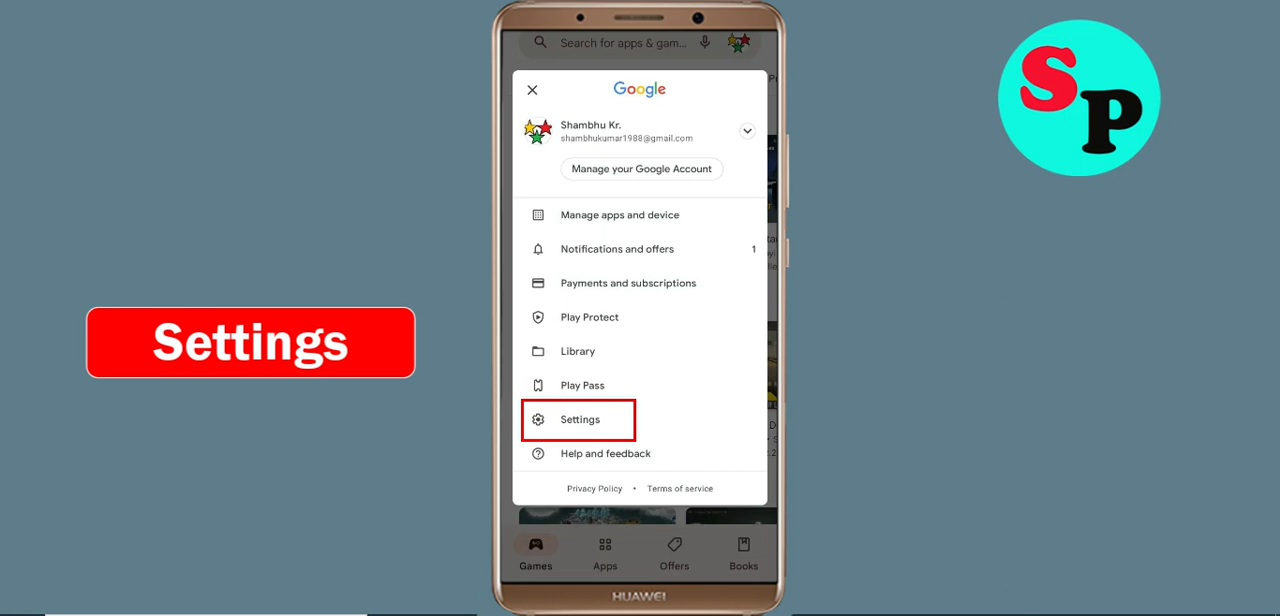 Search for apps & gam...
Google
Shambhu Kr.
shambhukumar1988@gmail.com
Manage your Google Account
Manage apps and device
Notifications and offers 1
Payments and subscriptions
Play Protect
Library
Play Pass
Settings
Help and feedback
Privacy Policy • Terms of service
Games Apps Offers Books
HUAWEI
Settings
SP